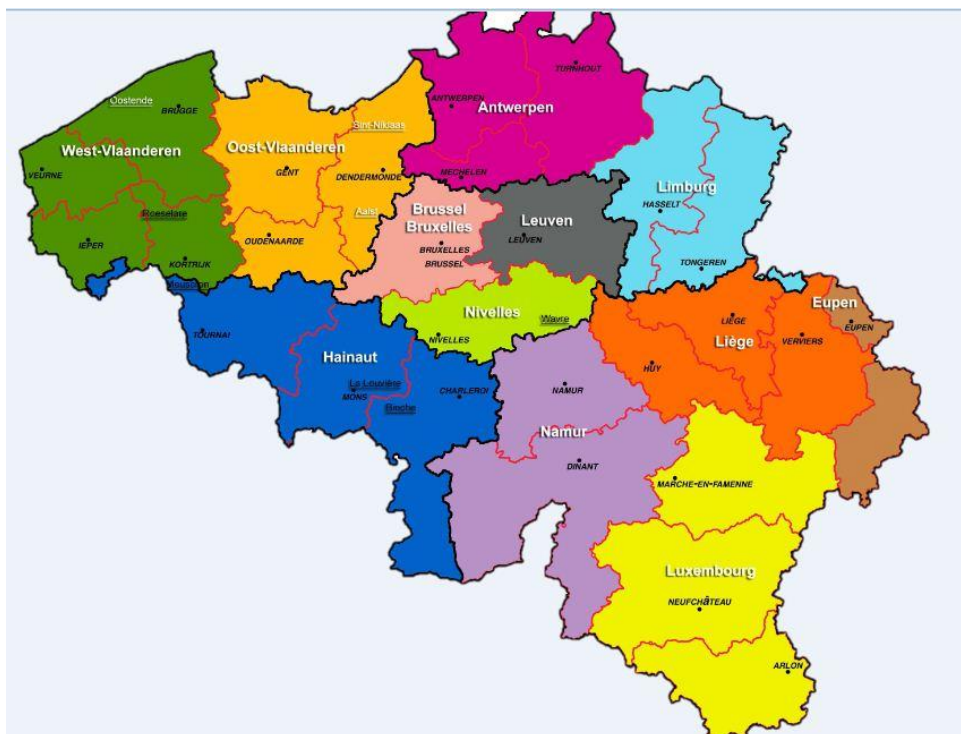 TURNHOUT
Oostende
BRUGGE
ANTWERPEN
Antwerpen
Sint-Niklaas
West-Vlaanderen
Oost-Vlaanderen
VEURNE
GENT
DENDERMONDE
MECHELEN
Limburg
HASSELT
Roeselare
Aalst
Brussel
Bruxelles
Leuven
IEPER
OUDENAARDE
BRUXELLES
BRUSSEL
LEUVEN
KORTRIJK
TONGEREN
Mouscron
Nivelles
Wavre
Eupen
TOURNAI
NIVELLES
LIÈGE
Liège
VERVIERS
EUPEN
Hainaut
HUY
La Louvière
MONS
CHARLEROI
NAMUR
Binche
Namur
DINANT
MARCHE-EN-FAMENNE
Luxembourg
NEUFCHÂTEAU
ARLON